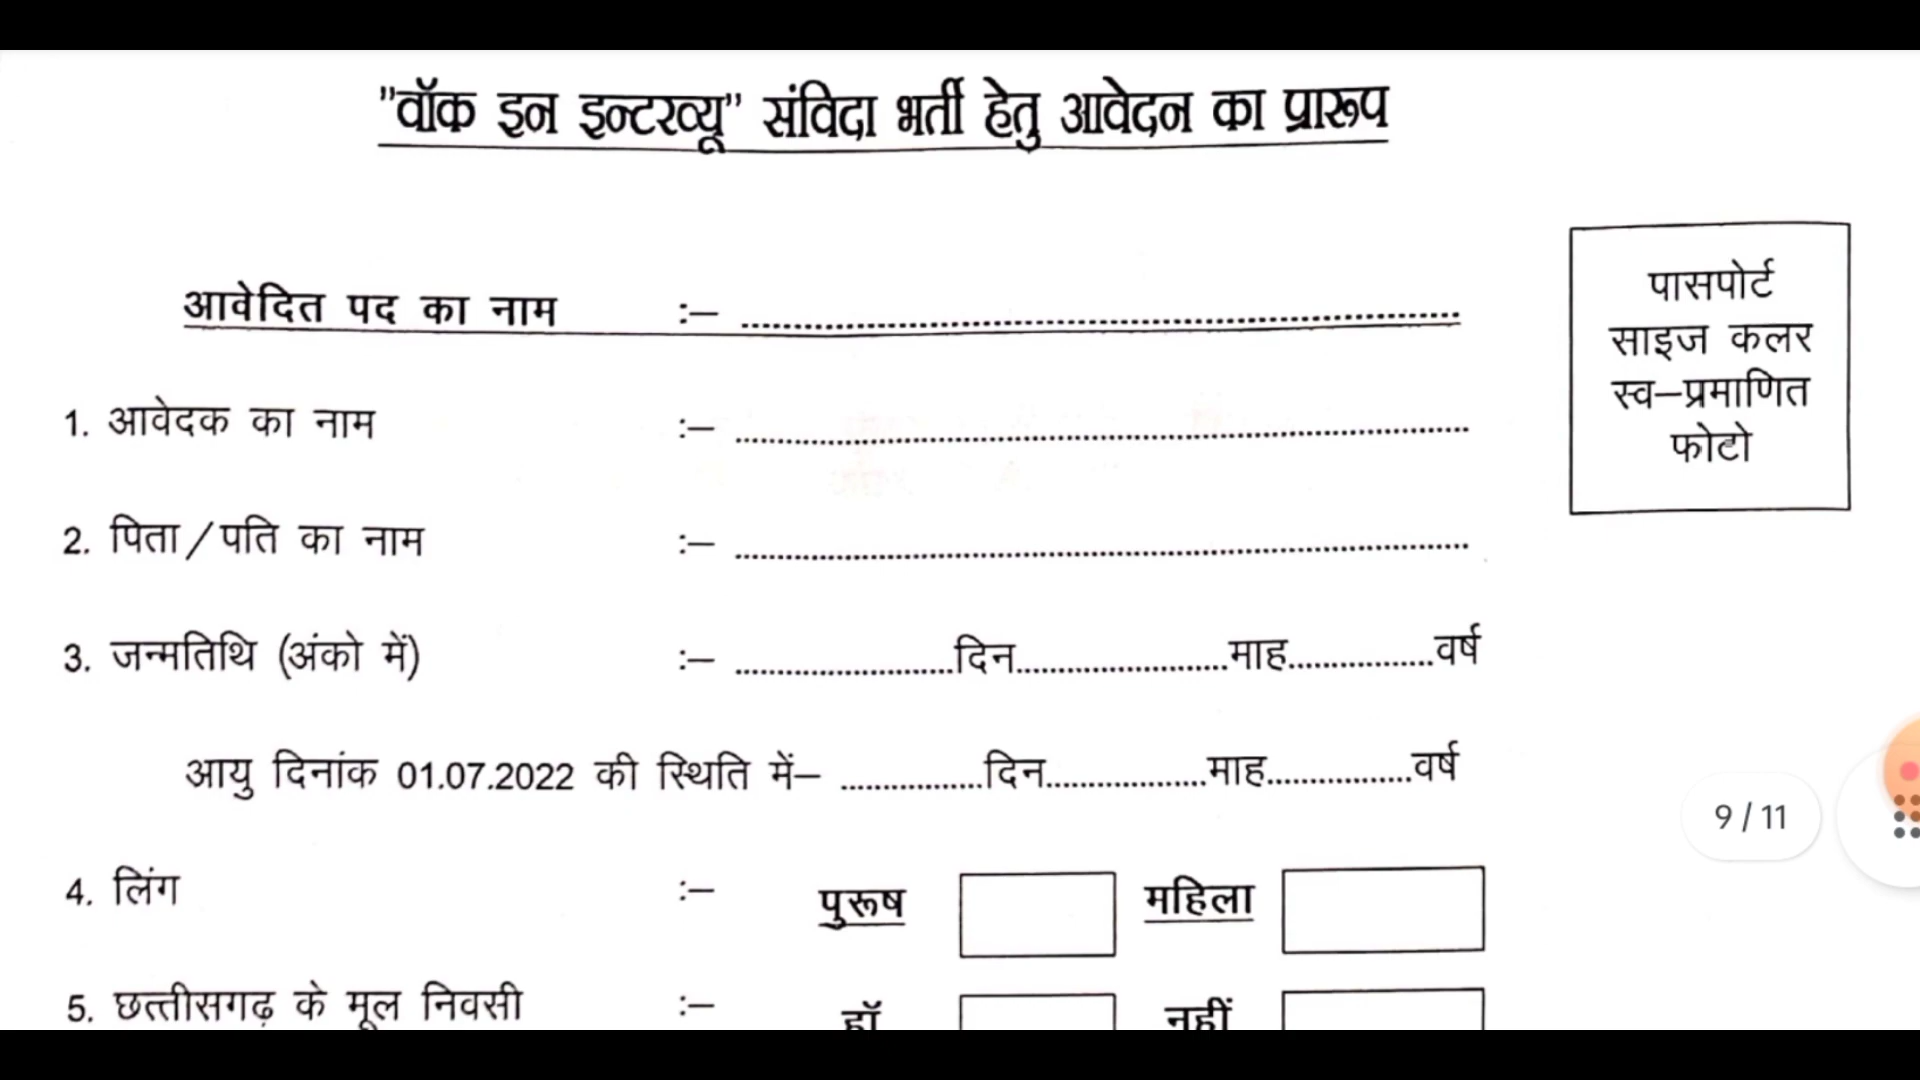 "वॉक इन इन्टरव्यू" संविदा भर्ती हेतु आवेदन का प्रारूप
आवेदित पद का नाम :– ....................
पासपोर्ट
साइज कलर
स्व–प्रमाणित
फोटो
1. आवेदक का नाम :– ....................
2. पिता/पति का नाम :– ....................
3. जन्मतिथि (अंको में) :– ..........दिन..........माह..........वर्ष
आयु दिनांक 01.07.2022 की स्थिति में– ..........दिन..........माह..........वर्ष
9 / 11
4. लिंग :– पुरूष महिला
5. छत्तीसगढ़ के मूल निवसी :– हॉ नहीं